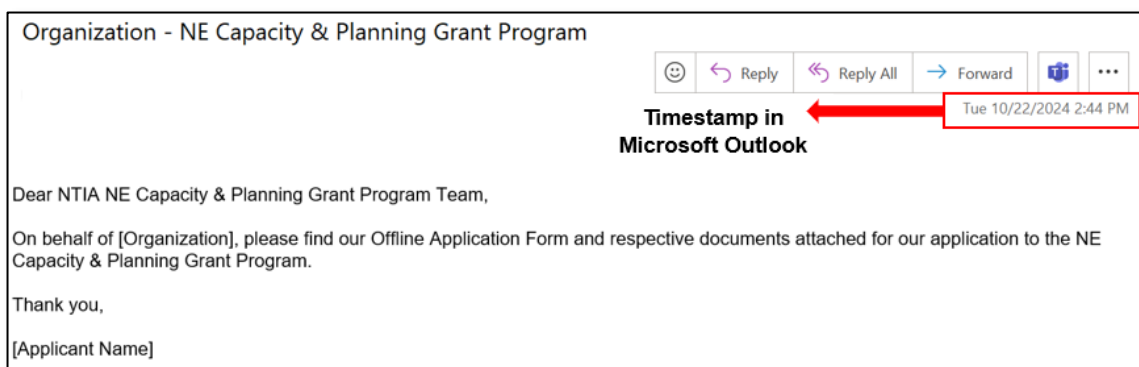 Organization - NE Capacity & Planning Grant Program
Reply
Reply All
Forward
Tue 10/22/2024 2:44 PM
Timestamp in
Microsoft Outlook
Dear NTIA NE Capacity & Planning Grant Program Team,
On behalf of [Organization], please find our Offline Application Form and respective documents attached for our application to the NE
Capacity & Planning Grant Program.
Thank you,
[Applicant Name]